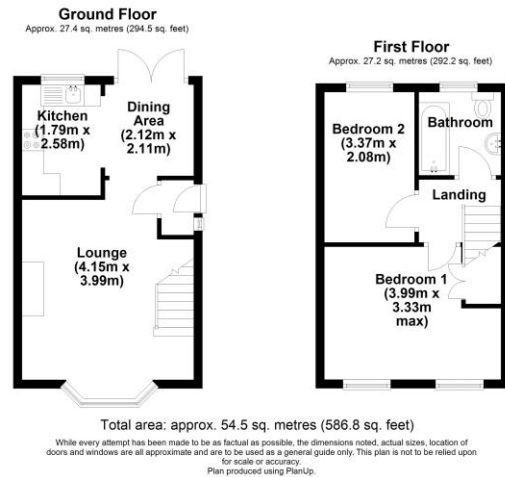 Ground Floor
Approx. 27.4 sq. metres (294.5 sq. feet)
Kitchen
(1.79m x
2.58m)
Dining
Area
(2.12m x
2.11m)
Lounge
(4.15m x
3.99m)
First Floor
Approx. 27.2 sq. metres (292.2 sq. feet)
Bedroom 2
(3.37m x
2.08m)
Bathroom
Landing
Bedroom 1
(3.99m x
3.33m
max)
Total area: approx. 54.5 sq. metres (586.8 sq. feet)
While every attempt has been made to be as factual as possible, the dimensions noted, actual sizes, location of
doors and windows are all approximate and are to be used as a general guide only. This plan is not to be relied upon
for scale or accuracy.
Plan produced using PlanUp.